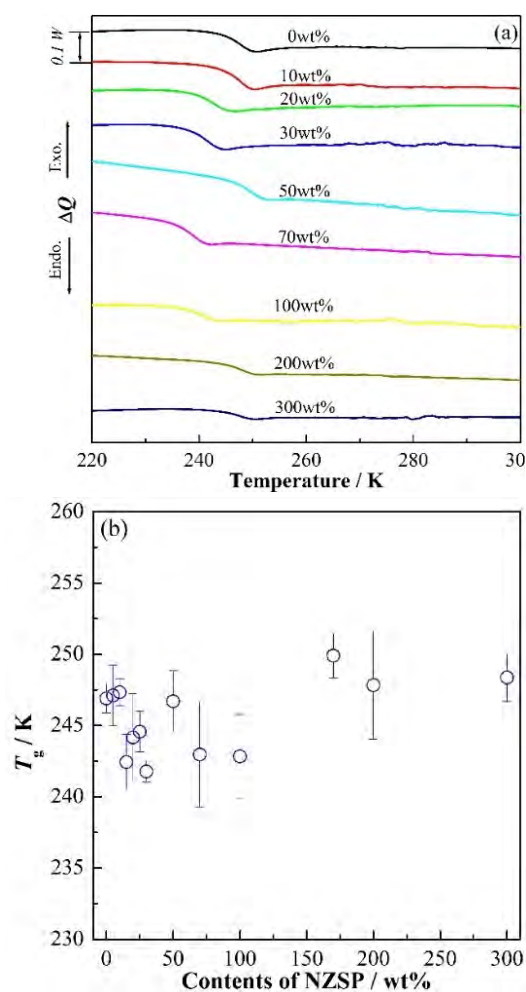 (a)
0.1 W
0wt%
10wt%
20wt%
30wt%
50wt%
70wt%
100wt%
200wt%
300wt%
Exo.
ΔQ
Endo.
220 240 260 280 30
Temperature / K
(b)
260
255
250
245
240
235
230
Tg / K
0 50 100 150 200 250 300
Contents of NZSP / wt%